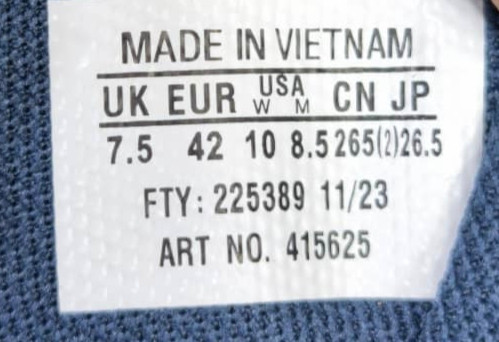 MADE IN VIETNAM
UK EUR USA W M CN JP
7.5 42 10 8.5 265(2) 26.5
FTY: 225389 11/23
ART NO. 415625